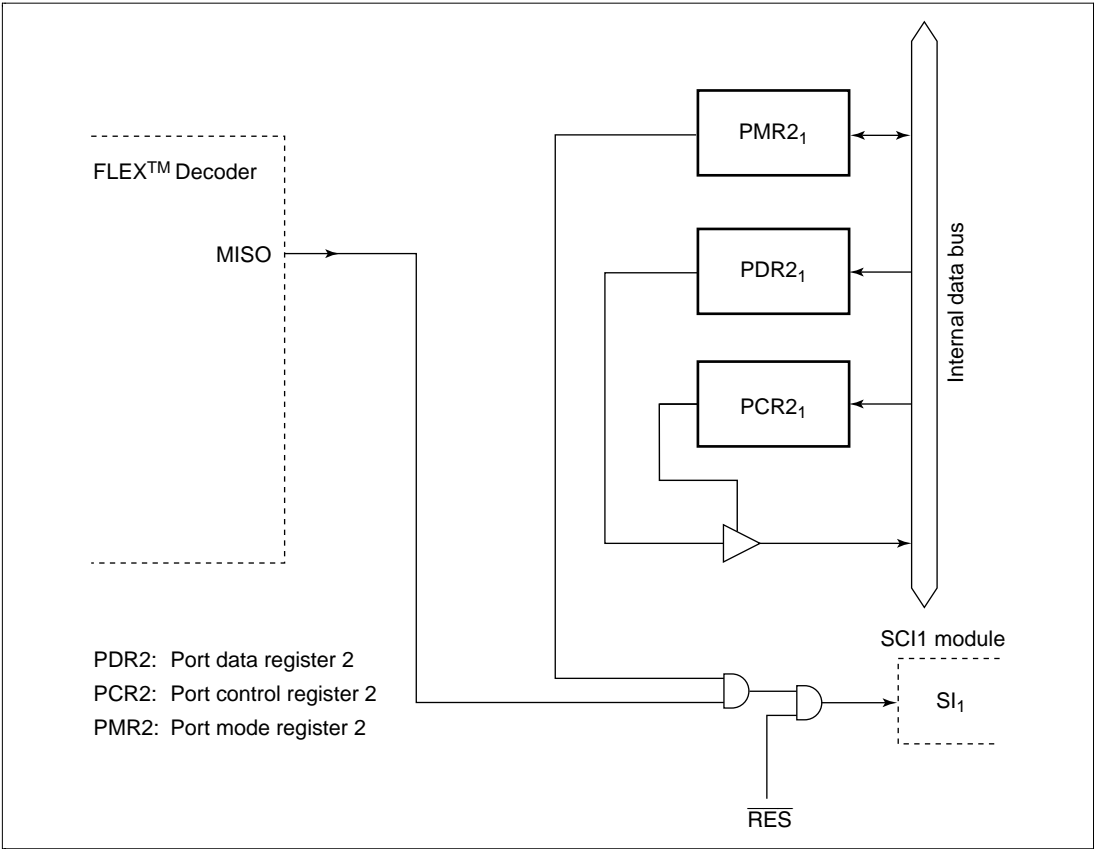 FLEX™ Decoder
MISO
PMR2₁
PDR2₁
PCR2₁
Internal data bus
PDR2: Port data register 2
PCR2: Port control register 2
PMR2: Port mode register 2
SCI1 module
SI₁
R̅E̅S̅